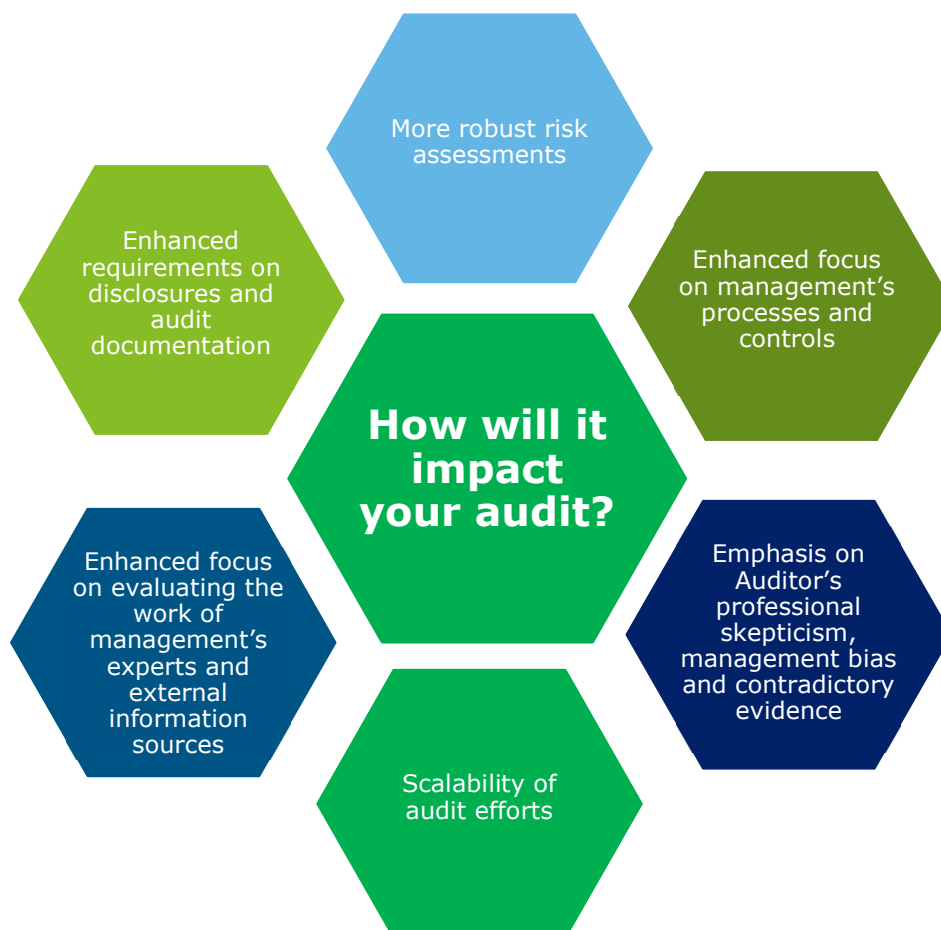 More robust risk
assessments
Enhanced
requirements on
disclosures and
audit
documentation
Enhanced focus
on management’s
processes and
controls
How will it
impact
your audit?
Enhanced focus
on evaluating the
work of
management’s
experts and
external
information
sources
Emphasis on
Auditor’s
professional
skepticism,
management bias
and contradictory
evidence
Scalability of
audit efforts